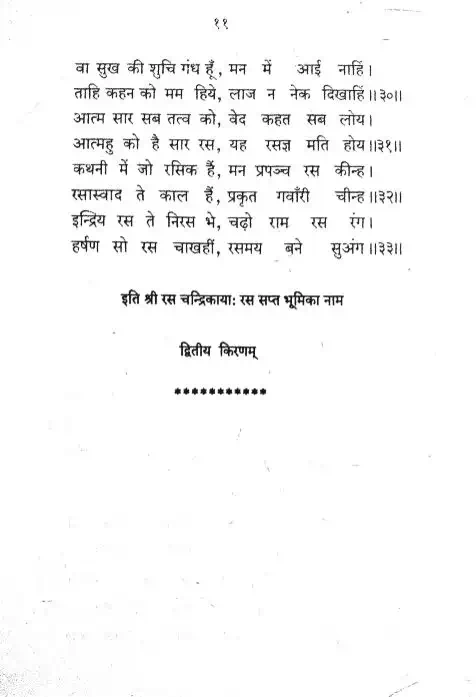 ११
वा सुख की शुचि गंध हूँ, मन में आई नाहिं।
ताहि कहन को मम हिये, लाज न नेक दिखाहिं॥३०॥
आत्म सार सब तत्व को, वेद कहत सब लोय।
आत्महु को है सार रस, यह रसज्ञ मति होय॥३१॥
कथनी में जो रसिक हैं, मन प्रपञ्च रस कीन्ह।
रसास्वाद ते काल हैं, प्रकृत गवाँरी चीन्ह॥३२॥
इन्द्रिय रस ते निरस भे, चढ़ो राम रस रंग।
हर्षण सो रस चाखहीं, रसमय बने सुअंग॥३३॥
इति श्री रस चन्द्रिकायाः रस सप्त भूमिका नाम
द्वितीय किरणम्
***********